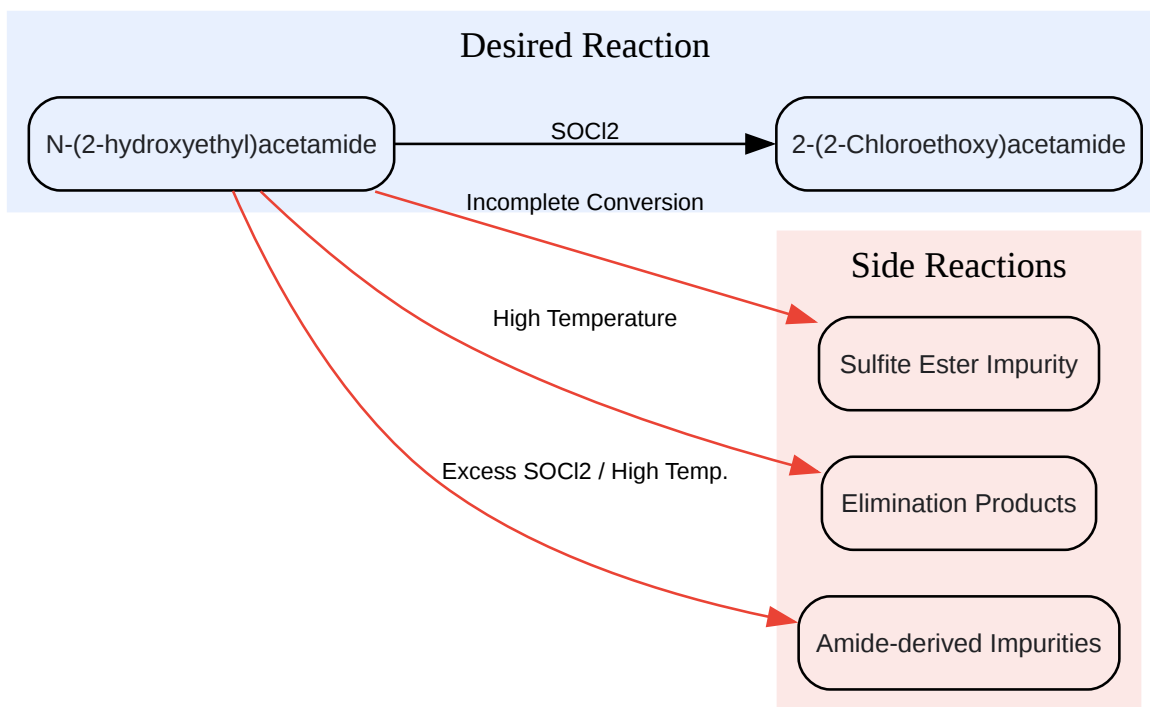 Desired Reaction
N-(2-hydroxyethyl)acetamide
SOCl2
2-(2-Chloroethoxy)acetamide
Incomplete Conversion
Side Reactions
High Temperature
Sulfite Ester Impurity
Excess SOCl2 / High Temp.
Elimination Products
Amide-derived Impurities